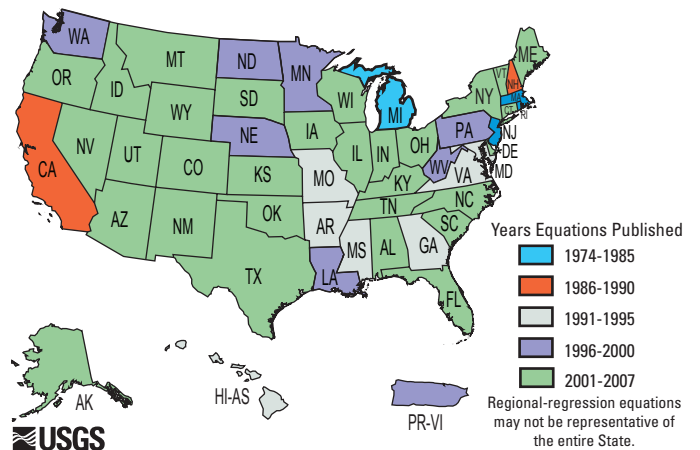 WA
MT
ND
MN
ME
OR
ID
SD
WI
VT
NH
NY
MA
CT
RI
WY
MI
NV
UT
NE
IA
PA
NJ
DE
MD
CA
CO
KS
MO
IL
IN
OH
WV
VA
KY
AZ
NM
OK
AR
TN
NC
SC
TX
LA
MS
AL
GA
FL
AK
HI-AS
PR-VI
Years Equations Published
1974-1985
1986-1990
1991-1995
1996-2000
2001-2007
Regional-regression equations
may not be representative of
the entire State.
USGS